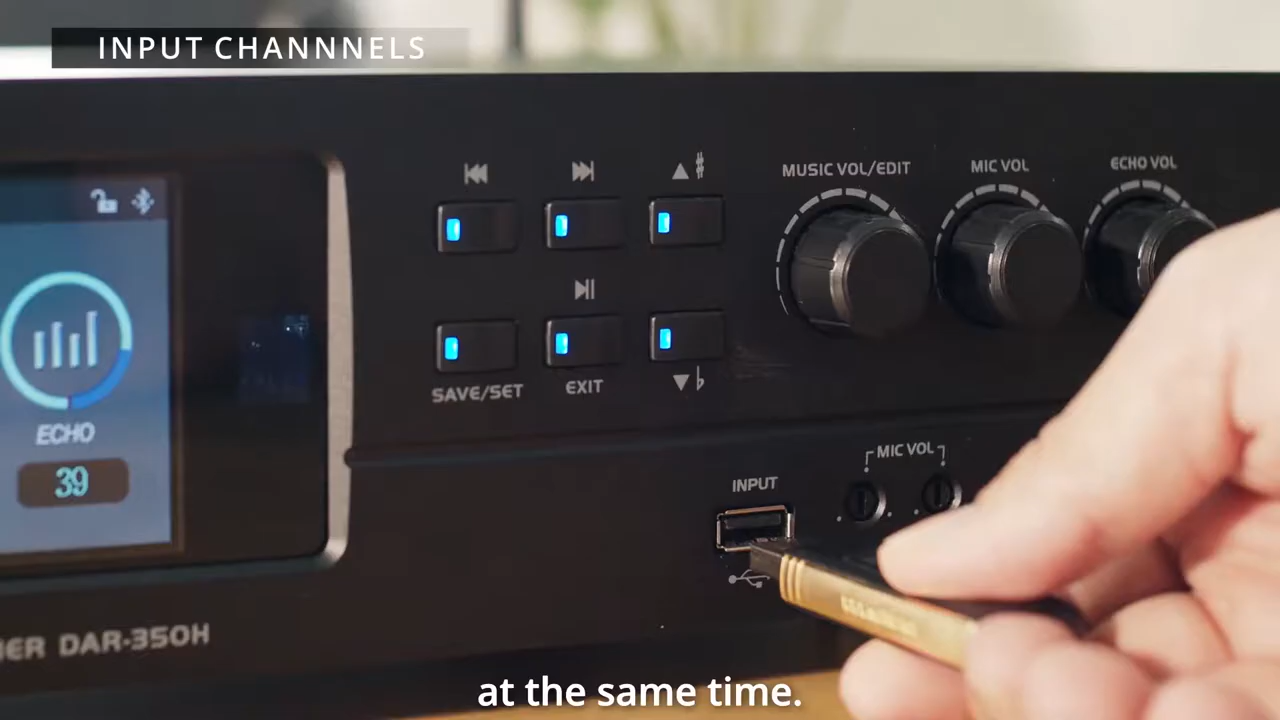 INPUT CHANNNELS
MUSIC VOL/EDIT
MIC VOL
ECHO VOL
SAVE/SET
EXIT
ECHO
39
MIC VOL
INPUT
DAR-350H
at the same time.